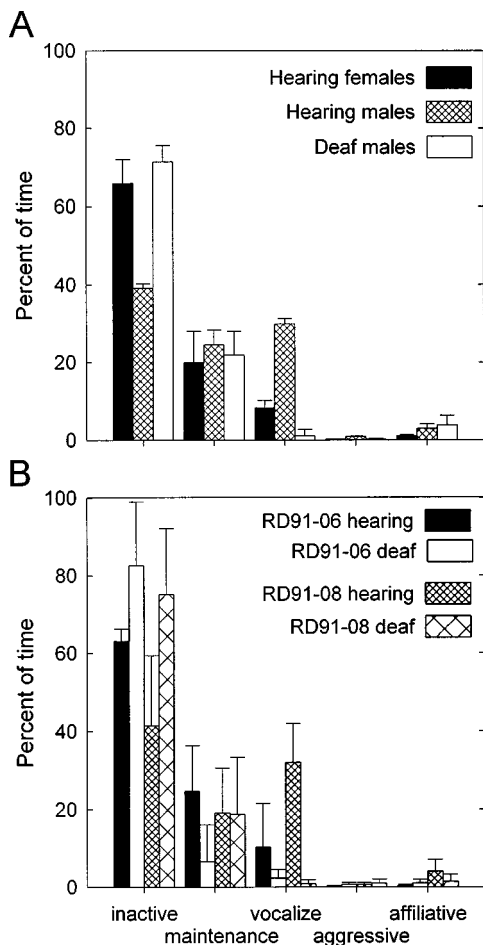 A
100
80
60
40
20
0
Percent of time
Hearing females
Hearing males
Deaf males
B
100
80
60
40
20
0
Percent of time
RD91-06 hearing
RD91-06 deaf
RD91-08 hearing
RD91-08 deaf
inactive vocalize affiliative
maintenance aggressive